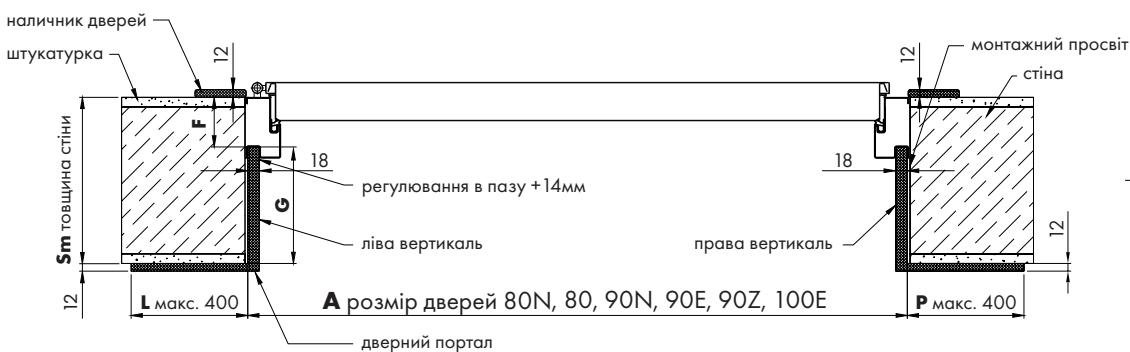 наличник дверей
штукатурка
12
12
монтажний просвіт
стіна
F
Sm товщина стіни
18
18
регулювання в пазу +14мм
G
ліва вертикаль
права вертикаль
12
12
L макс. 400
A розмір дверей 80N, 80, 90N, 90E, 90Z, 100E
P макс. 400
дверний портал